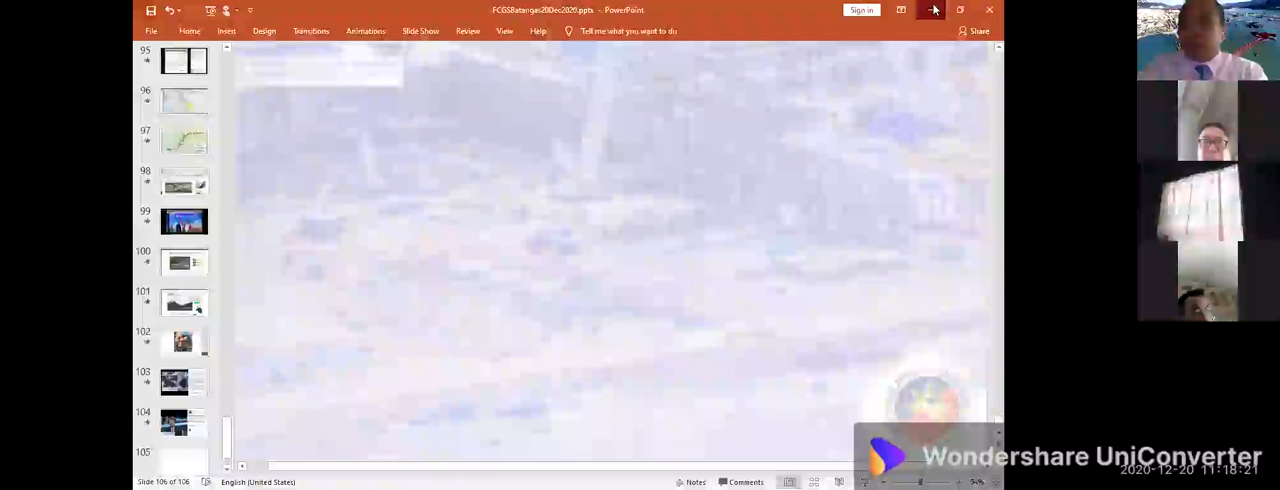 FCGSBatangas20Dec2020.pptx - PowerPoint
Sign in
File Home Insert Design Transitions Animations Slide Show Review View Help Tell me what you want to do Share
95
96
97
98
99
100
101
102
103
104
105
Wondershare UniConverter
2020-12-20 11:18:21
Slide 106 of 106 English (United States) Notes Comments 94%